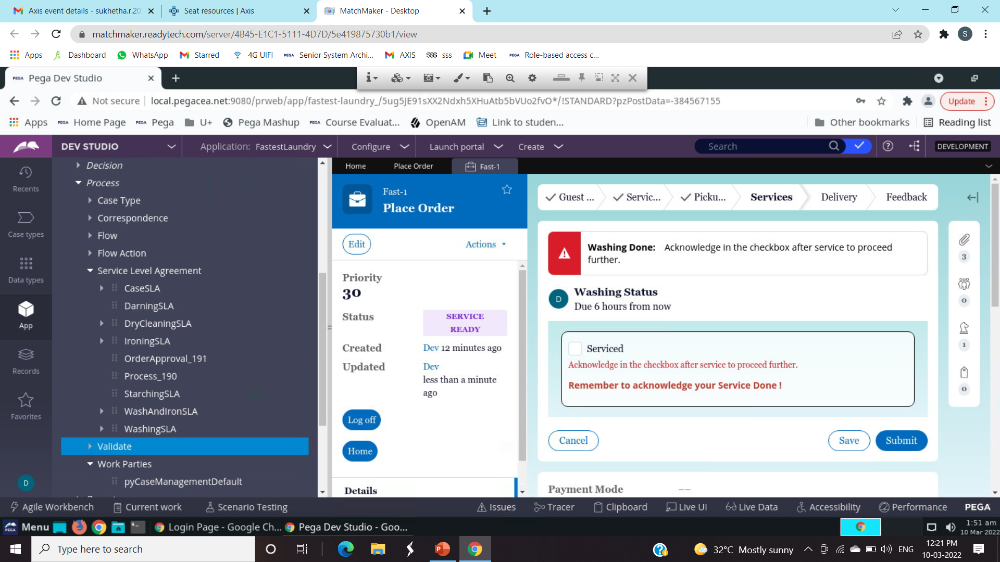 Axis event details - sukhetha.r.20
Seat resources | Axis
MatchMaker - Desktop
matchmaker.readytech.com/server/4B45-E1C1-5111-4D7D/5e419875730b1/view
S
Apps
Dashboard
WhatsApp
Starred
4G UIFI
PEGA Senior System Archi...
AXIS
sss
Meet
PEGA Role-based access c...
PEGA Pega Dev Studio
Not secure
local.pegacea.net:9080/prweb/app/fastest-laundry_/5ug5JE91sXX2Ndxh5XHuAtb5bVUo2fvO*/!STANDARD?pzPostData=-384567155
Update
Apps
PEGA Home Page
PEGA Pega
U+
Pega Mashup
PEGA Course Evaluat...
OpenAM
Link to studen...
Other bookmarks
Reading list
DEV STUDIO
Application: FastestLaundry
Configure
Launch portal
Create
Search
DEVELOPMENT
Recents
Case types
Data types
App
Records
Favorites
D
Decision
Process
Case Type
Correspondence
Flow
Flow Action
Service Level Agreement
CaseSLA
DarningSLA
DryCleaningSLA
IroningSLA
OrderApproval_191
Process_190
StarchingSLA
WashAndIronSLA
WashingSLA
Validate
Work Parties
pyCaseManagementDefault
Home
Place Order
Fast-1
Fast-1
Place Order
Edit
Actions
Priority
30
Status
SERVICE
READY
Created
Dev 12 minutes ago
Updated
Dev
less than a minute
ago
Log off
Home
Details
Guest ...
Servic...
Picku...
Services
Delivery
Feedback
Washing Done: Acknowledge in the checkbox after service to proceed
further.
D
Washing Status
Due 6 hours from now
Serviced
Acknowledge in the checkbox after service to proceed further.
Remember to acknowledge your Service Done !
Cancel
Save
Submit
Payment Mode
––
3
0
1
0
Agile Workbench
Current work
Scenario Testing
Issues
Tracer
Clipboard
Live UI
Live Data
Accessibility
Performance
PEGA
PEGA
Menu
Login Page - Google Ch...
Pega Dev Studio - Goo...
1:51 am
10 Mar 2022
Type here to search
32°C Mostly sunny
ENG
12:21 PM
10-03-2022